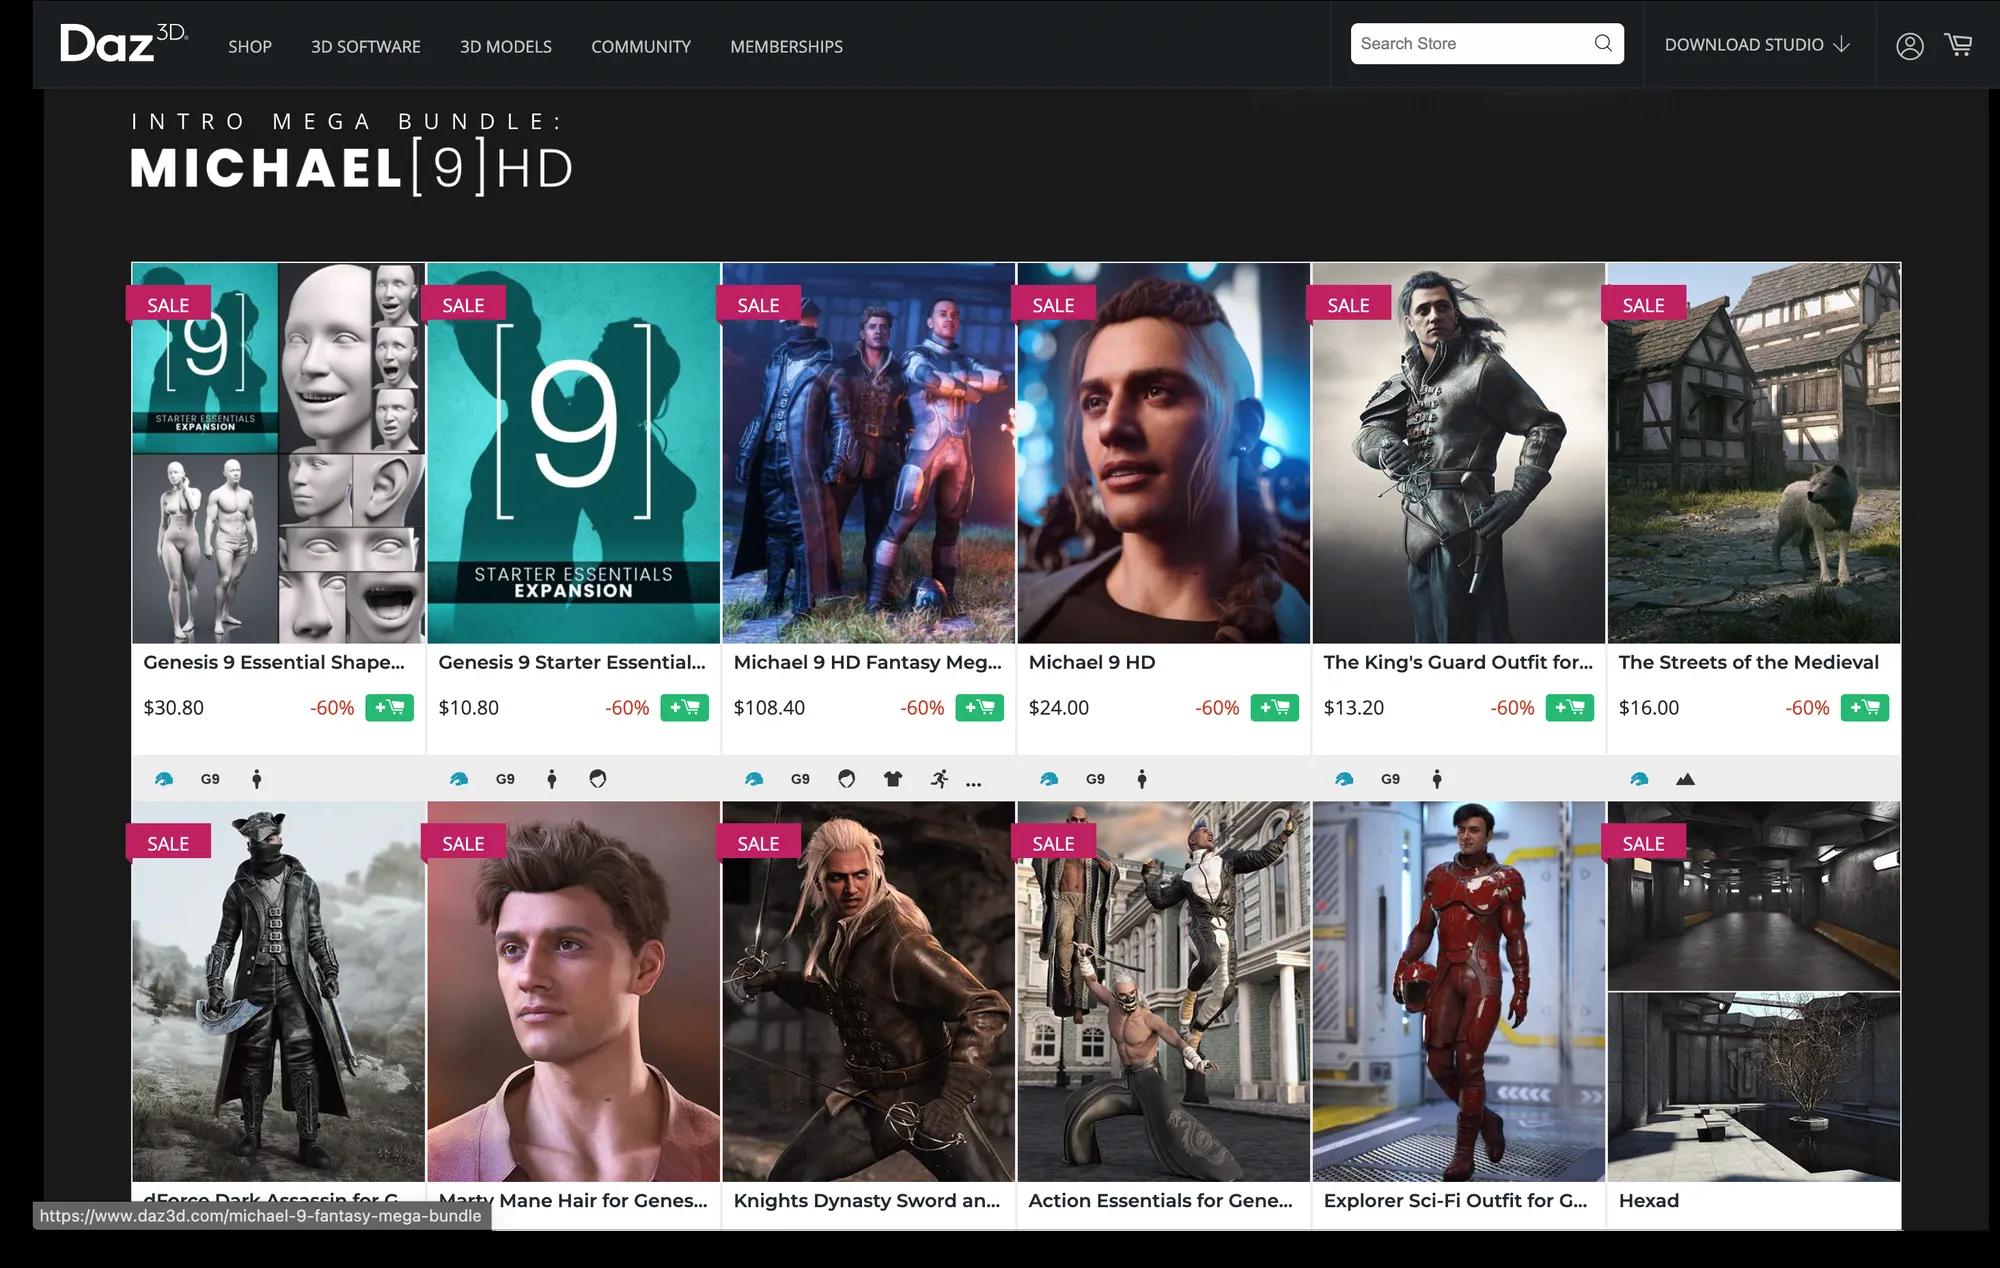 Daz 3D
SHOP 3D SOFTWARE 3D MODELS COMMUNITY MEMBERSHIPS
Search Store
DOWNLOAD STUDIO
INTRO MEGA BUNDLE:
MICHAEL[9]HD
SALE SALE SALE SALE SALE SALE
[9]
STARTER ESSENTIALS
EXPANSION
[9]
STARTER ESSENTIALS
EXPANSION
Genesis 9 Essential Shape... Genesis 9 Starter Essential... Michael 9 HD Fantasy Meg... Michael 9 HD The King's Guard Outfit for... The Streets of the Medieval
$30.80 -60% + $10.80 -60% + $108.40 -60% + $24.00 -60% + $13.20 -60% + $16.00 -60% +
G9 G9 G9 ... G9 G9
SALE SALE SALE SALE SALE
dForce Dark Assassin for G... Marty Mane Hair for Genes... Knights Dynasty Sword an... Action Essentials for Gene... Explorer Sci-Fi Outfit for G... Hexad
https://www.daz3d.com/michael-9-fantasy-mega-bundle